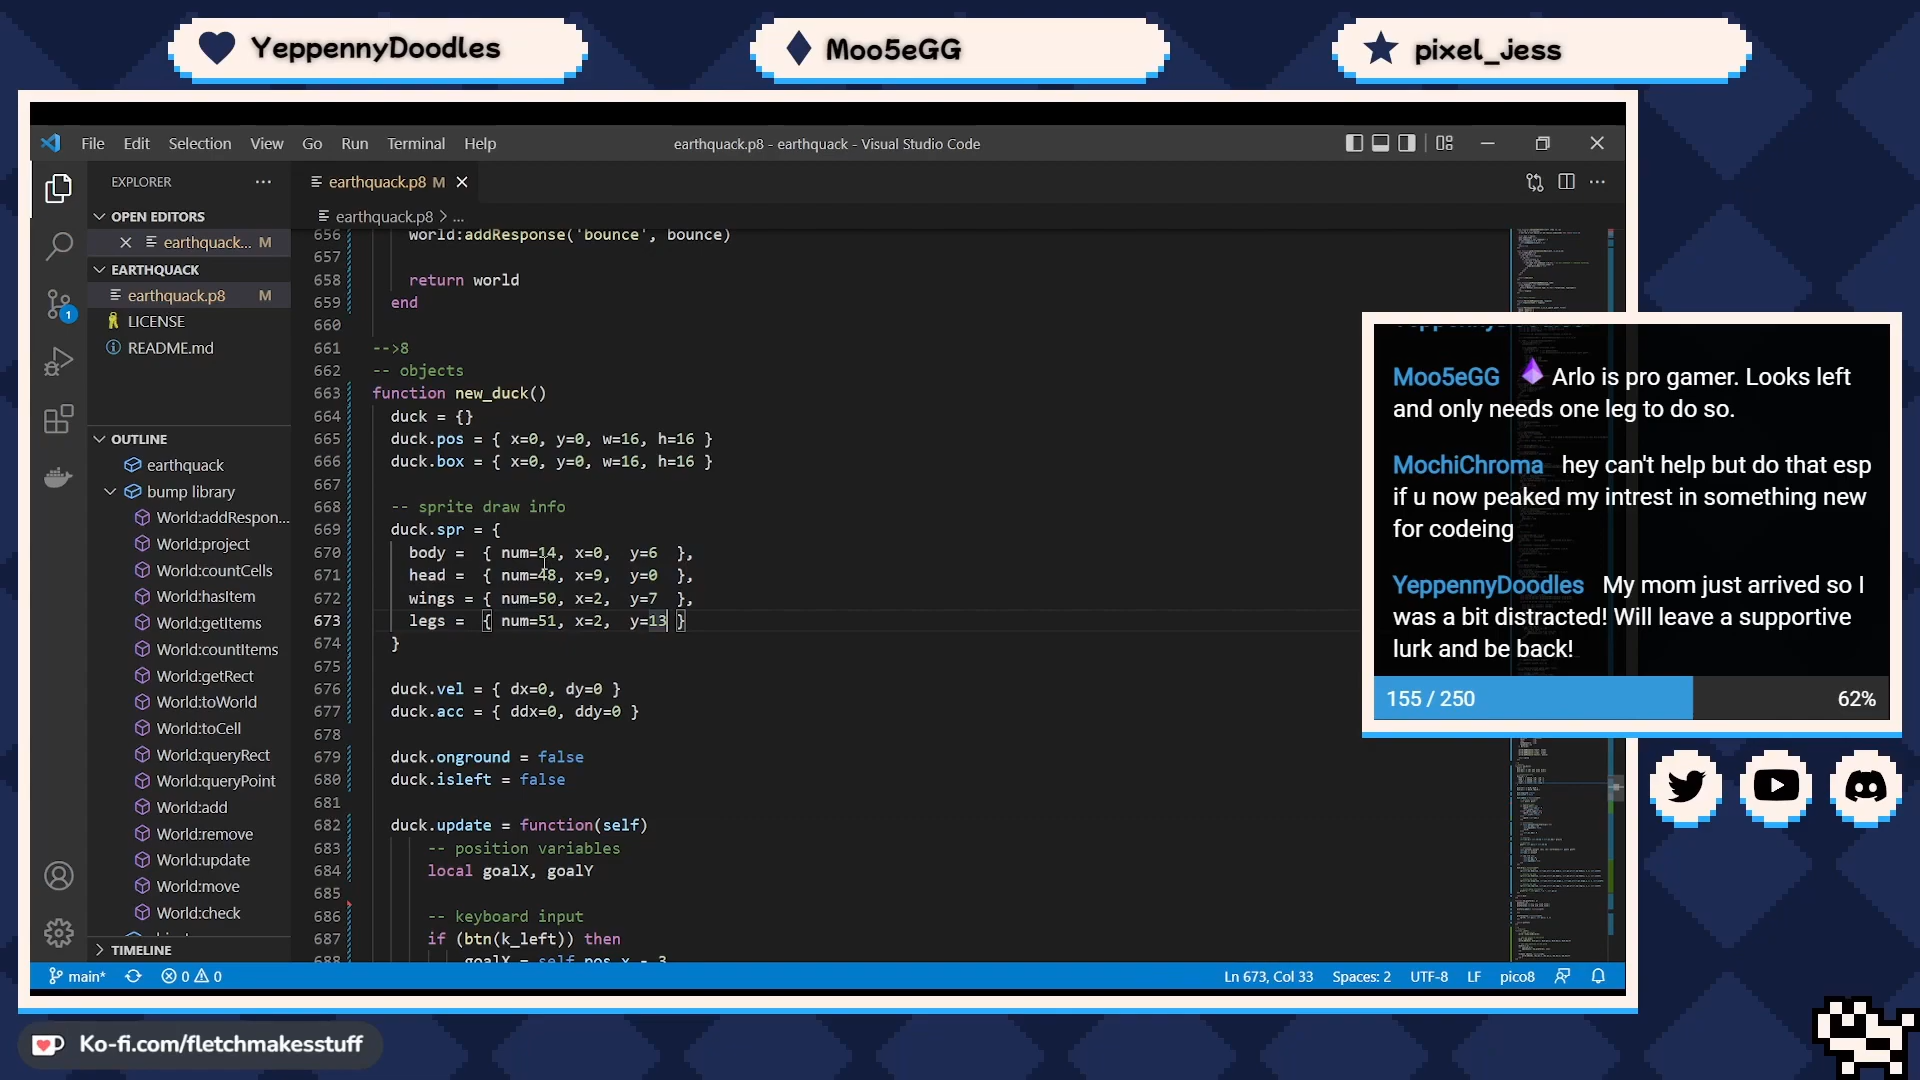 YeppennyDoodles
Moo5eGG
pixel_jess
File Edit Selection View Go Run Terminal Help
earthquack.p8 - earthquack - Visual Studio Code
EXPLORER
OPEN EDITORS
earthquack... M
EARTHQUACK
earthquack.p8 M
LICENSE
README.md
OUTLINE
earthquack
bump library
World:addRespon...
World:project
World:countCells
World:hasItem
World:getItems
World:countItems
World:getRect
World:toWorld
World:toCell
World:queryRect
World:queryPoint
World:add
World:remove
World:update
World:move
World:check
TIMELINE
earthquack.p8 M
earthquack.p8 > ...
656 world:addResponse('bounce', bounce)
657
658 return world
659 end
660
661 -->8
662 -- objects
663 function new_duck()
664 duck = {}
665 duck.pos = { x=0, y=0, w=16, h=16 }
666 duck.box = { x=0, y=0, w=16, h=16 }
667
668 -- sprite draw info
669 duck.spr = {
670 body = { num=14, x=0, y=6 },
671 head = { num=48, x=9, y=0 },
672 wings = { num=50, x=2, y=7 },
673 legs = { num=51, x=2, y=13 }
674 }
675
676 duck.vel = { dx=0, dy=0 }
677 duck.acc = { ddx=0, ddy=0 }
678
679 duck.onground = false
680 duck.isleft = false
681
682 duck.update = function(self)
683 -- position variables
684 local goalX, goalY
685
686 -- keyboard input
687 if (btn(k_left)) then
688 goalX = self.pos.x - 3
main* 0 0
Ln 673, Col 33 Spaces: 2 UTF-8 LF pico8
1
Moo5eGG Arlo is pro gamer. Looks left
and only needs one leg to do so.
MochiChroma hey can't help but do that esp
if u now peaked my intrest in something new
for codeing
YeppennyDoodles My mom just arrived so I
was a bit distracted! Will leave a supportive
lurk and be back!
155 / 250 62%
Ko-fi.com/fletchmakesstuff